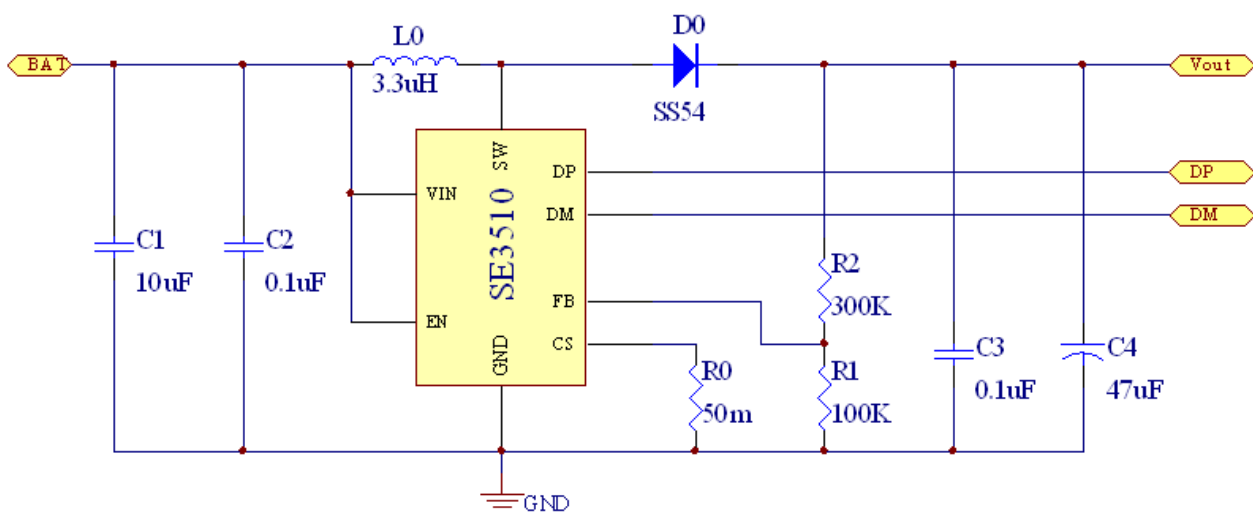 L0
D0
BAT
3.3uH
SS54
Vout
SW
VIN
DP
DP
DM
DM
SE3510
C1
10uF
C2
0.1uF
R2
300K
FB
EN
GND
CS
R0
50m
R1
100K
C3
0.1uF
C4
47uF
GND